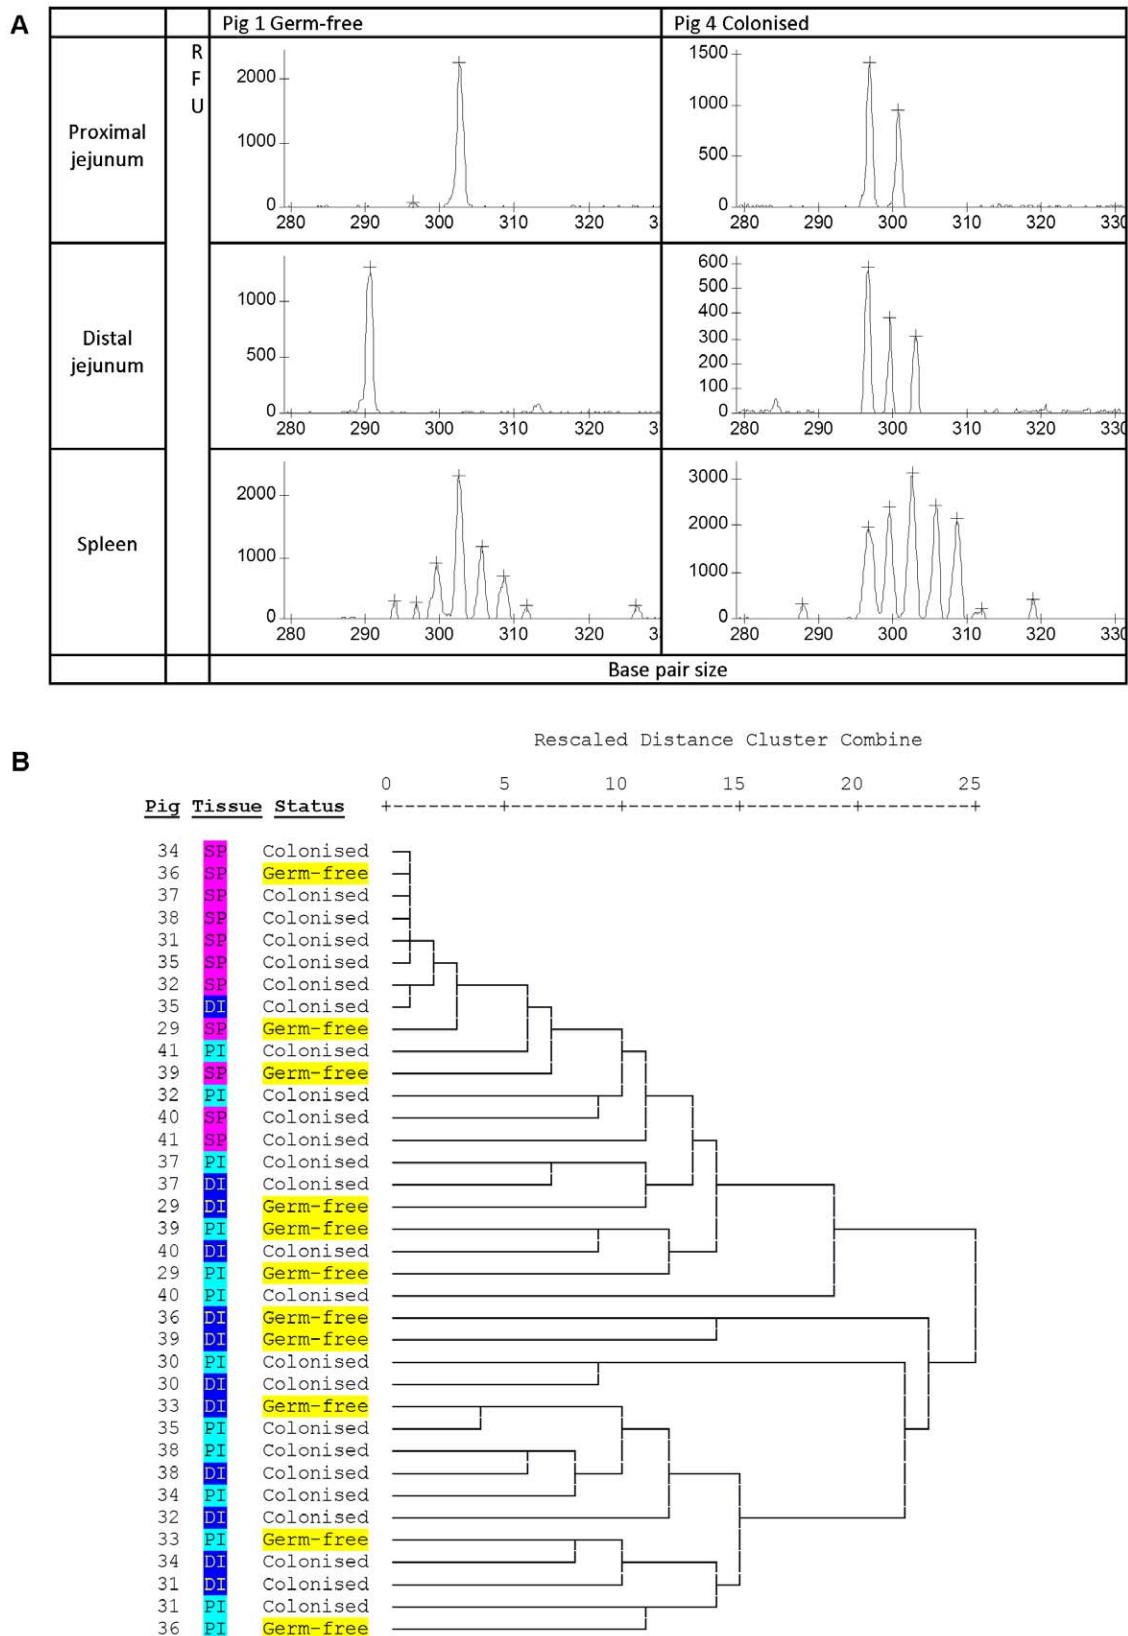 A
Pig 1 Germ-free Pig 4 Colonised
R
F
U
Proximal
jejunum
2000
1000
0
280 290 300 310 320 3
1500
1000
500
0
280 290 300 310 320 330
Distal
jejunum
1000
500
0
280 290 300 310 320 3
600
500
400
300
200
100
0
280 290 300 310 320 330
Spleen
2000
1000
0
280 290 300 310 320 3
3000
2000
1000
0
280 290 300 310 320 330
Base pair size
B
Rescaled Distance Cluster Combine
0 5 10 15 20 25
Pig Tissue Status
34 SP Colonised
36 SP Germ-free
37 SP Colonised
38 SP Colonised
31 SP Colonised
35 SP Colonised
32 SP Colonised
35 DI Colonised
29 SP Germ-free
41 PI Colonised
39 SP Germ-free
32 PI Colonised
40 SP Colonised
41 SP Colonised
37 PI Colonised
37 DI Colonised
29 DI Germ-free
39 PI Germ-free
40 DI Colonised
29 PI Germ-free
40 PI Colonised
36 DI Germ-free
39 DI Germ-free
30 PI Colonised
30 DI Colonised
33 DI Germ-free
35 PI Colonised
38 PI Colonised
38 DI Colonised
34 PI Colonised
32 DI Colonised
33 PI Germ-free
34 DI Colonised
31 DI Colonised
31 PI Colonised
36 PI Germ-free